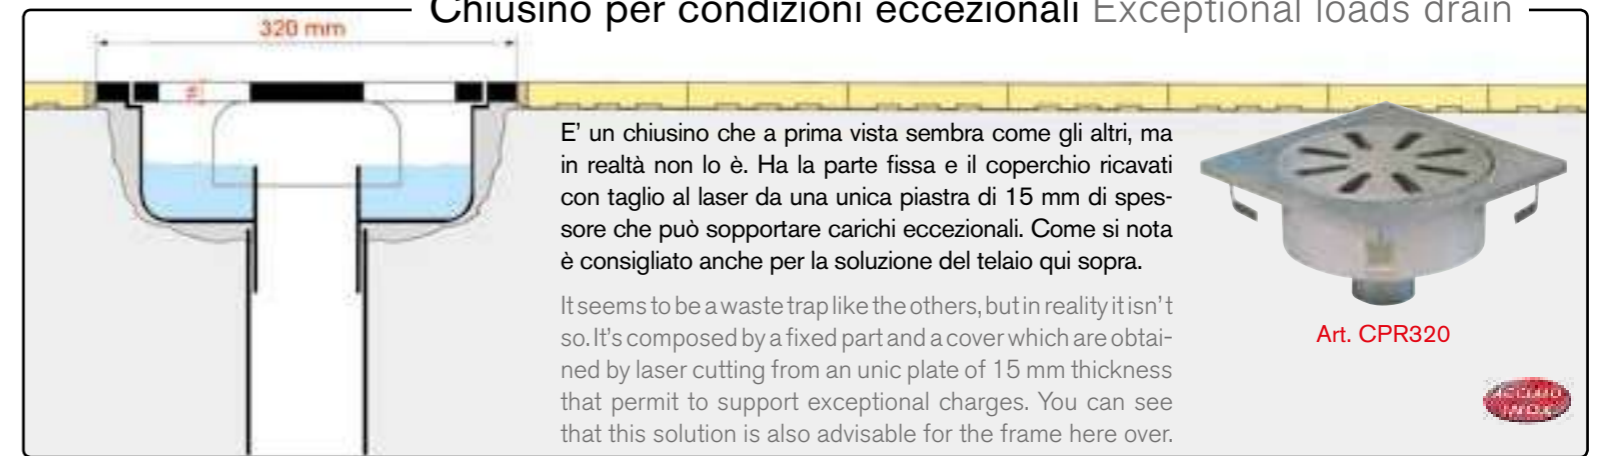 Chiusino per condizioni eccezionali Exceptional loads drain
320 mm
15
E' un chiusino che a prima vista sembra come gli altri, ma
in realtà non lo è. Ha la parte fissa e il coperchio ricavati
con taglio al laser da una unica piastra di 15 mm di spes-
sore che può sopportare carichi eccezionali. Come si nota
è consigliato anche per la soluzione del telaio qui sopra.
It seems to be a waste trap like the others, but in reality it isn't
so. It's composed by a fixed part and a cover which are obtai-
ned by laser cutting from an unic plate of 15 mm thickness
that permit to support exceptional charges. You can see
that this solution is also advisable for the frame here over.
Art. CPR320
ACCIAIO
INOX